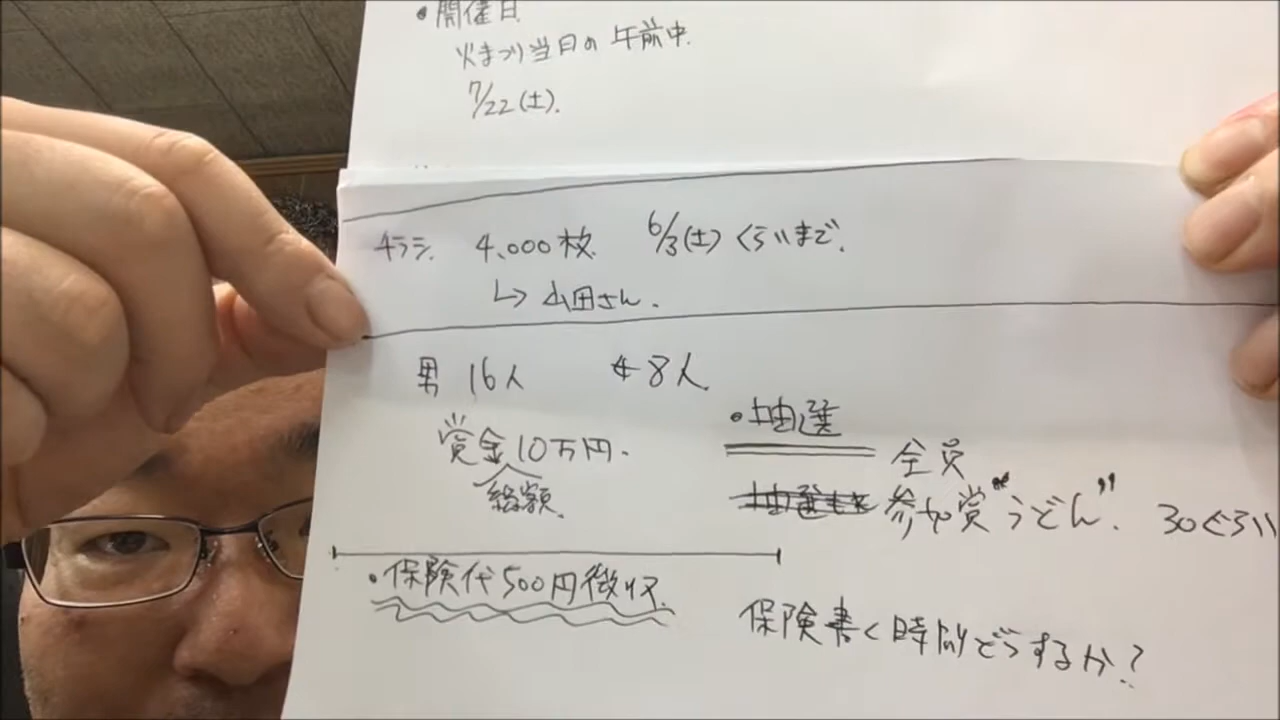 ・開催日
火まつり当日の午前中.
7/22(土).
チラシ. 4,000枚 6/3(土)くらいまで.
↳ 山田さん.
男 16人 女 8人
賞金10万円.
総額.
・抽選
全員
参加賞“うどん”. 30ぐらい
・保険代500円徴収.
保険書く時間どうするか?